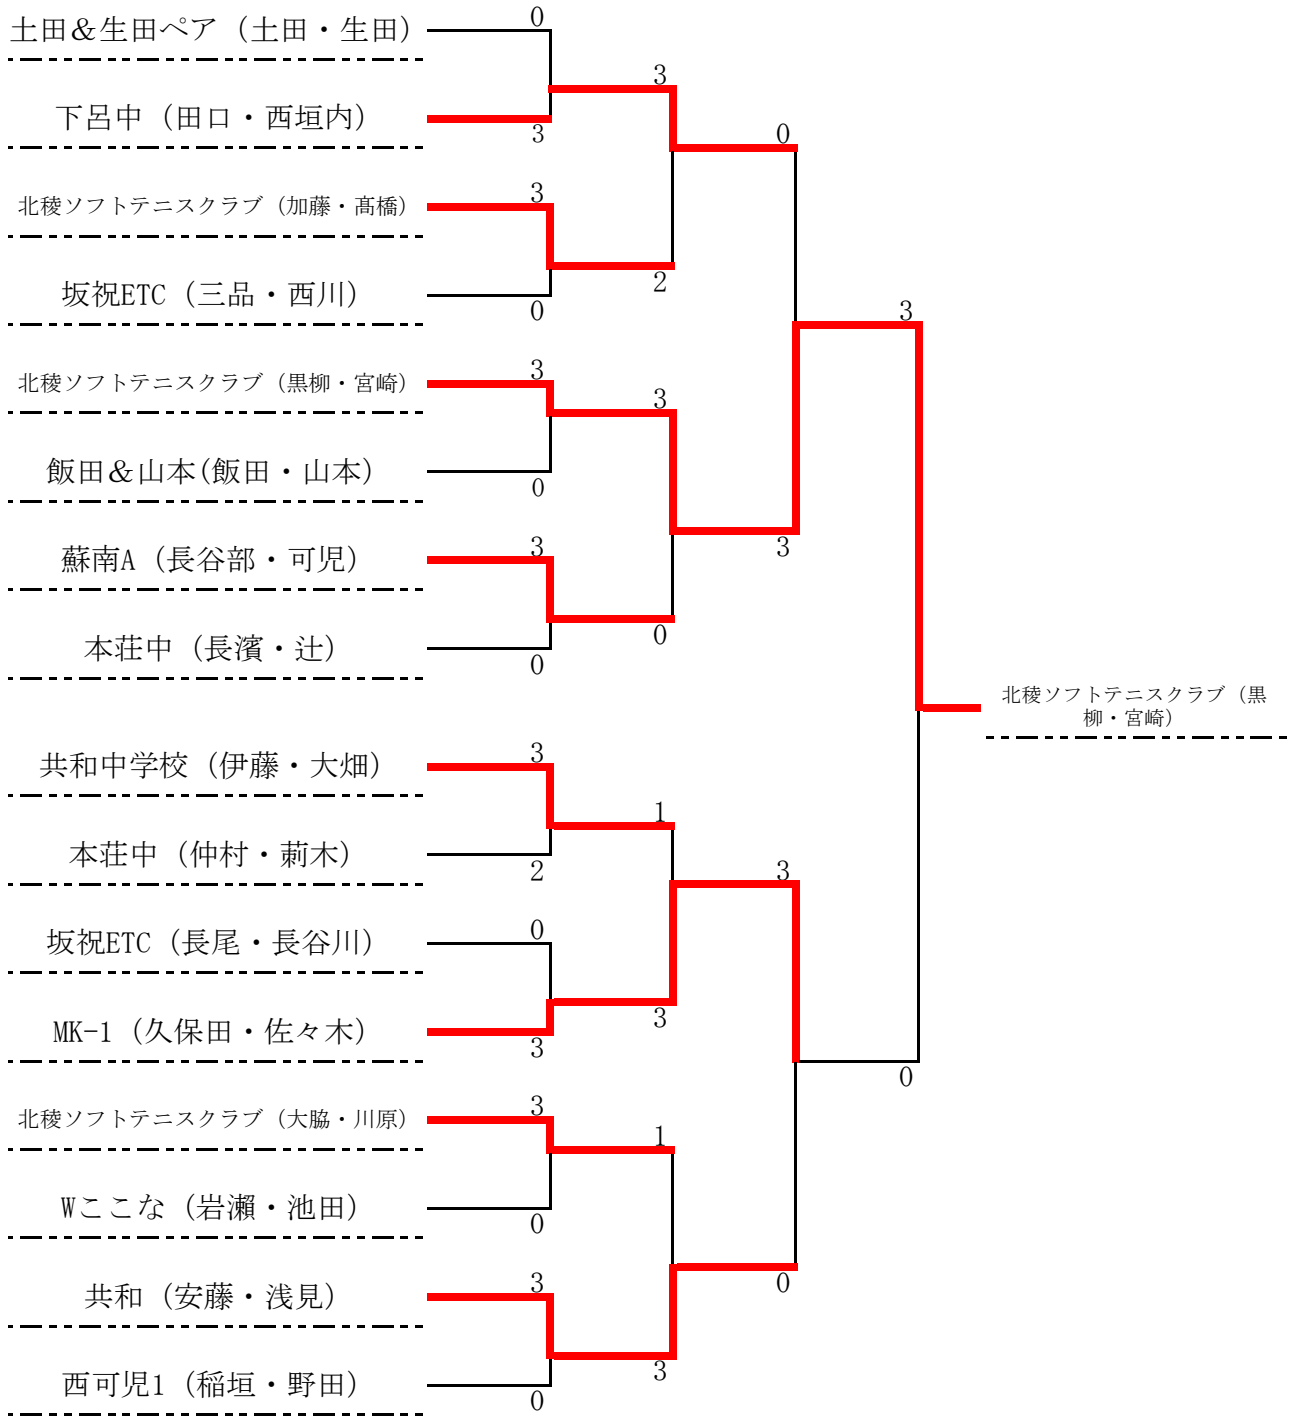 0
土田＆生田ペア（土田・生田）
3
下呂中（田口・西垣内）
0
3
3
北稜ソフトテニスクラブ（加藤・髙橋）
2
坂祝ETC（三品・西川）
0
3
3
北稜ソフトテニスクラブ（黒柳・宮崎）
3
飯田＆山本(飯田・山本）
0
3
3
蘇南A（長谷部・可児）
0
本荘中（長濱・辻）
0
北稜ソフトテニスクラブ（黒
柳・宮崎）
3
共和中学校（伊藤・大畑）
1
本荘中（仲村・莿木）
2
3
0
坂祝ETC（長尾・長谷川）
3
MK-1（久保田・佐々木）
3
0
3
北稜ソフトテニスクラブ（大脇・川原）
1
Wここな（岩瀬・池田）
0
3
0
共和（安藤・浅見）
3
西可児1（稲垣・野田）
0